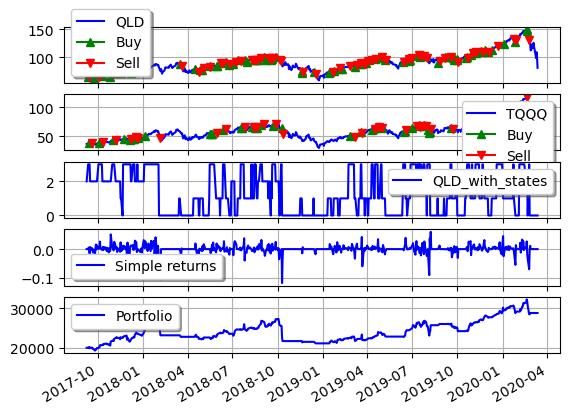 150
100
QLD
Buy
Sell
100
50
TQQQ
Buy
Sell
2
0
QLD_with_states
0.0
−0.1
Simple returns
30000
20000
Portfolio
2017-10
2018-01
2018-04
2018-07
2018-10
2019-01
2019-04
2019-07
2019-10
2020-01
2020-04